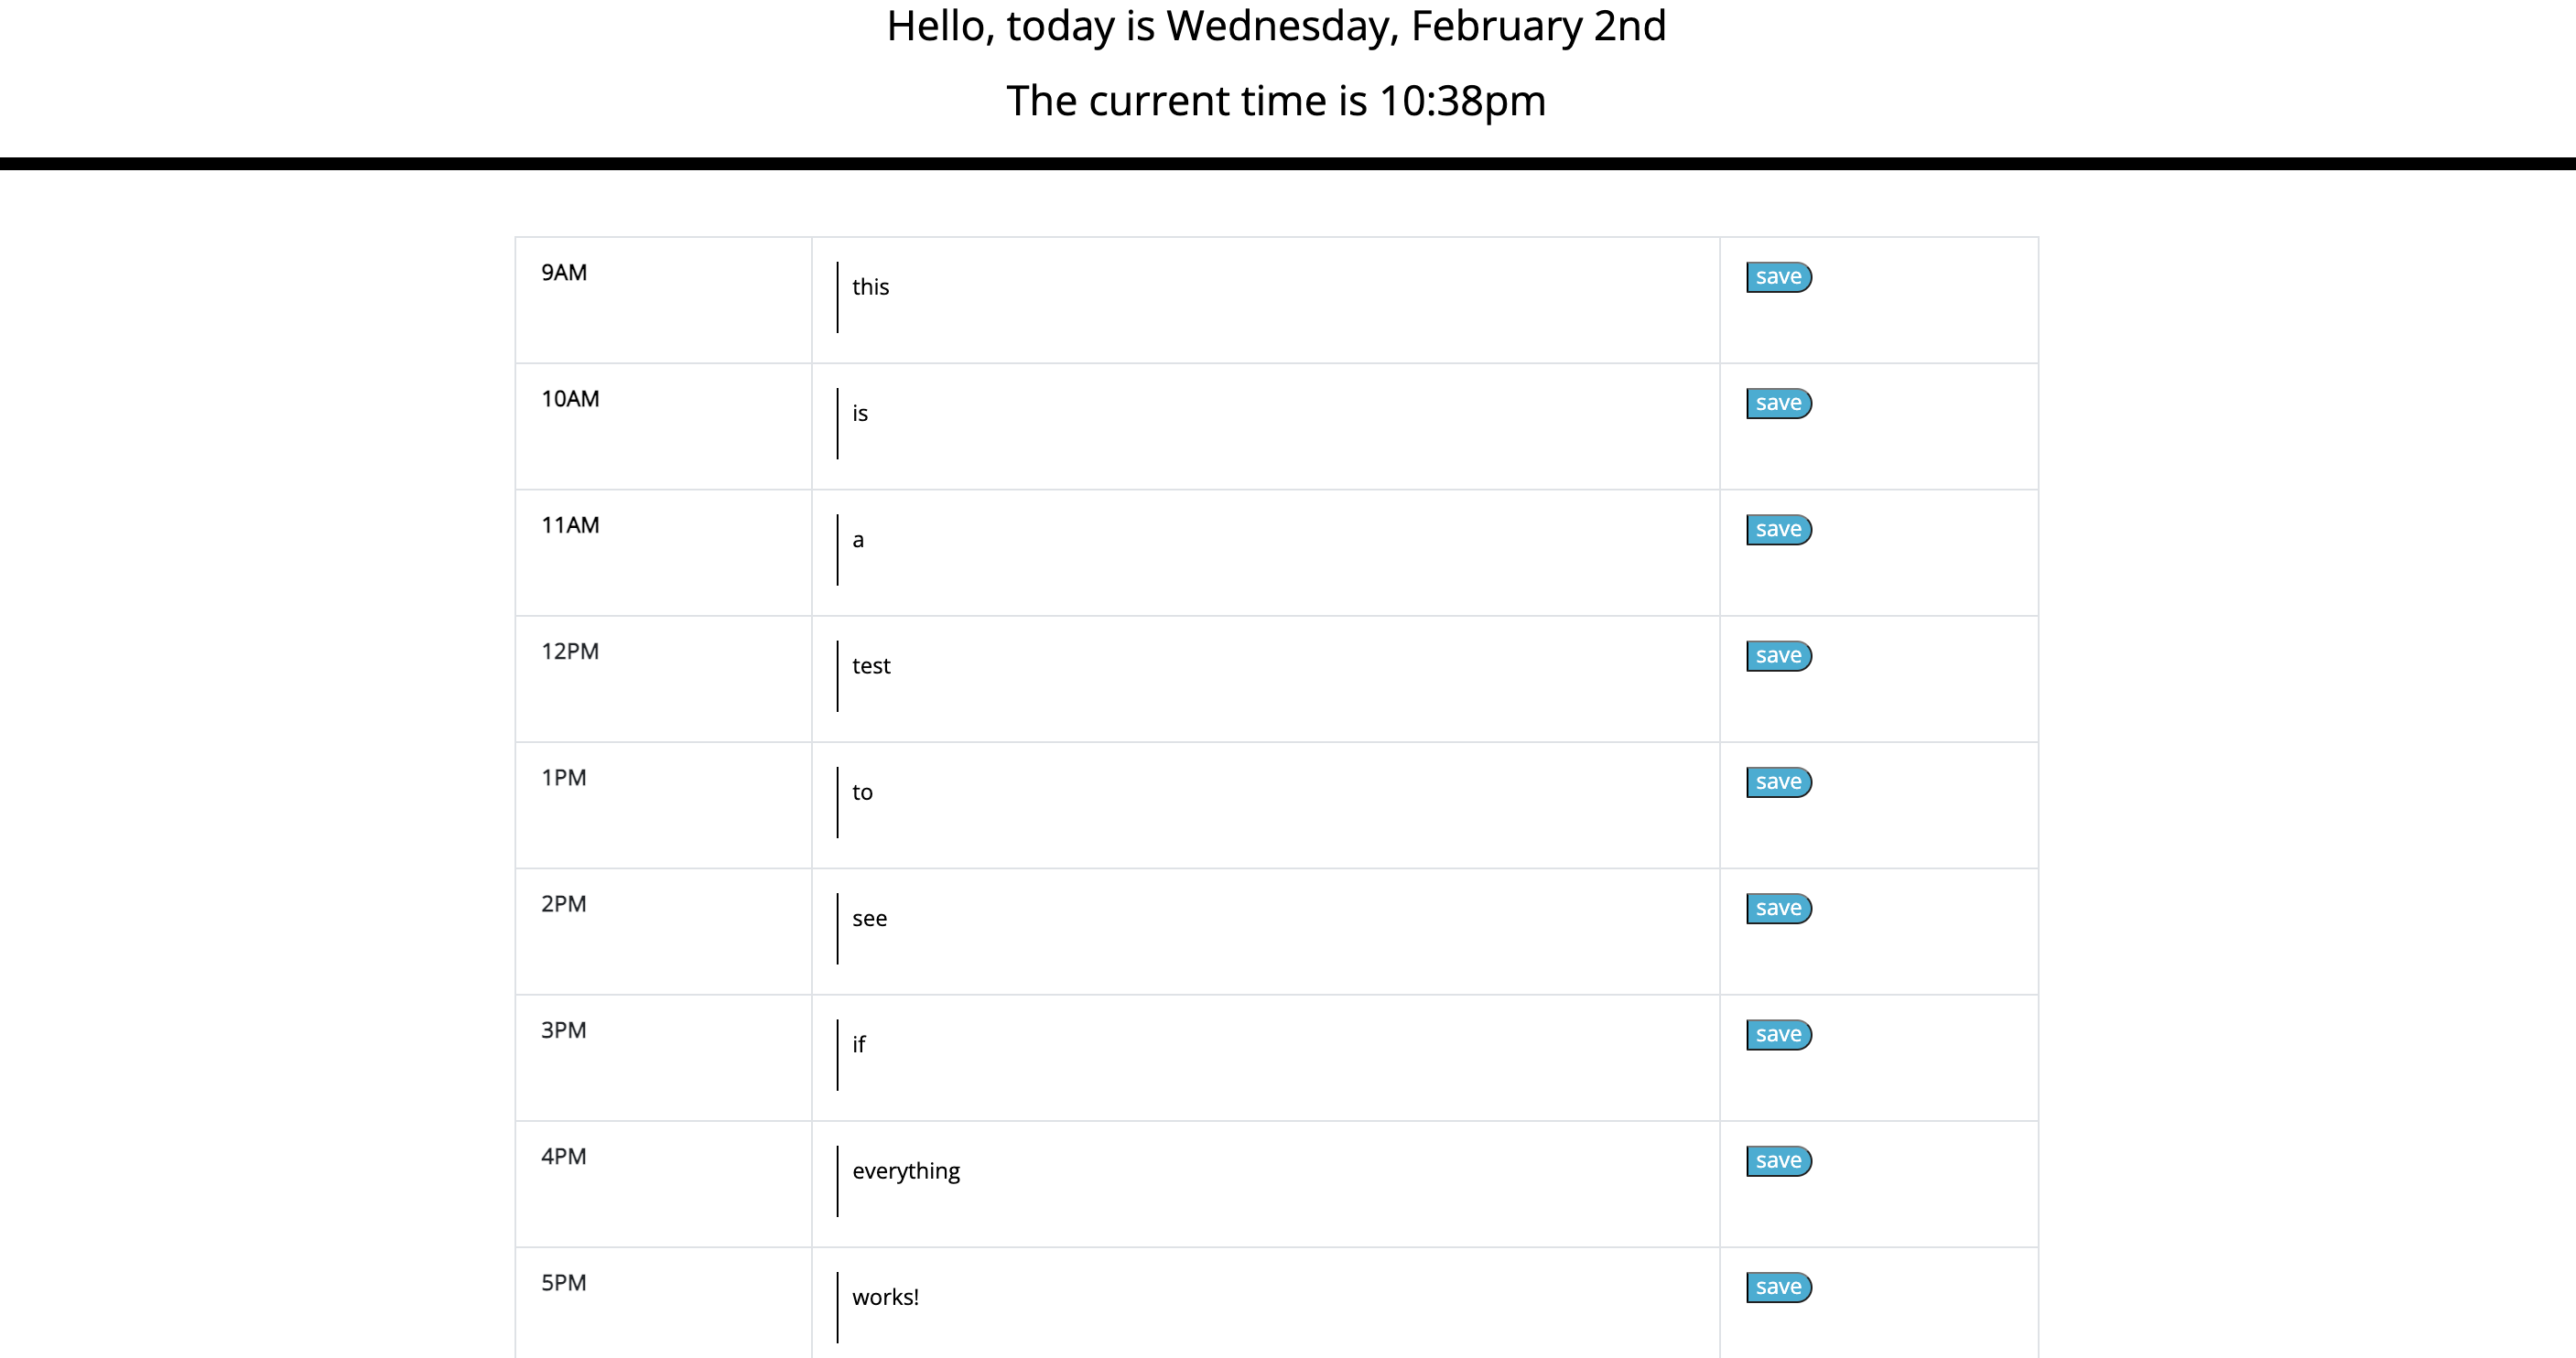 Hello, today is Wednesday, February 2nd
The current time is 10:38pm
9AM this save
10AM is save
11AM a save
12PM test save
1PM to save
2PM see save
3PM if save
4PM everything save
5PM works! save